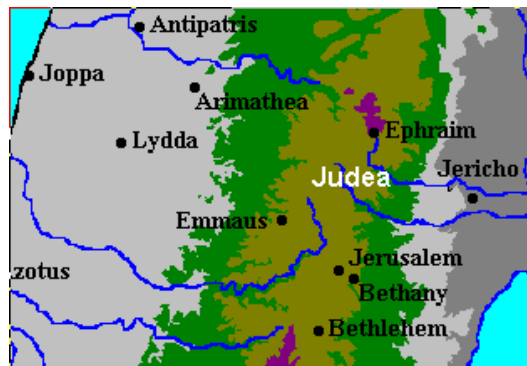 Antipatris
Joppa
Arimathea
Lydda
Ephraim
Judea
Jericho
Emmaus
Jerusalem
zotus
Bethany
Bethlehem